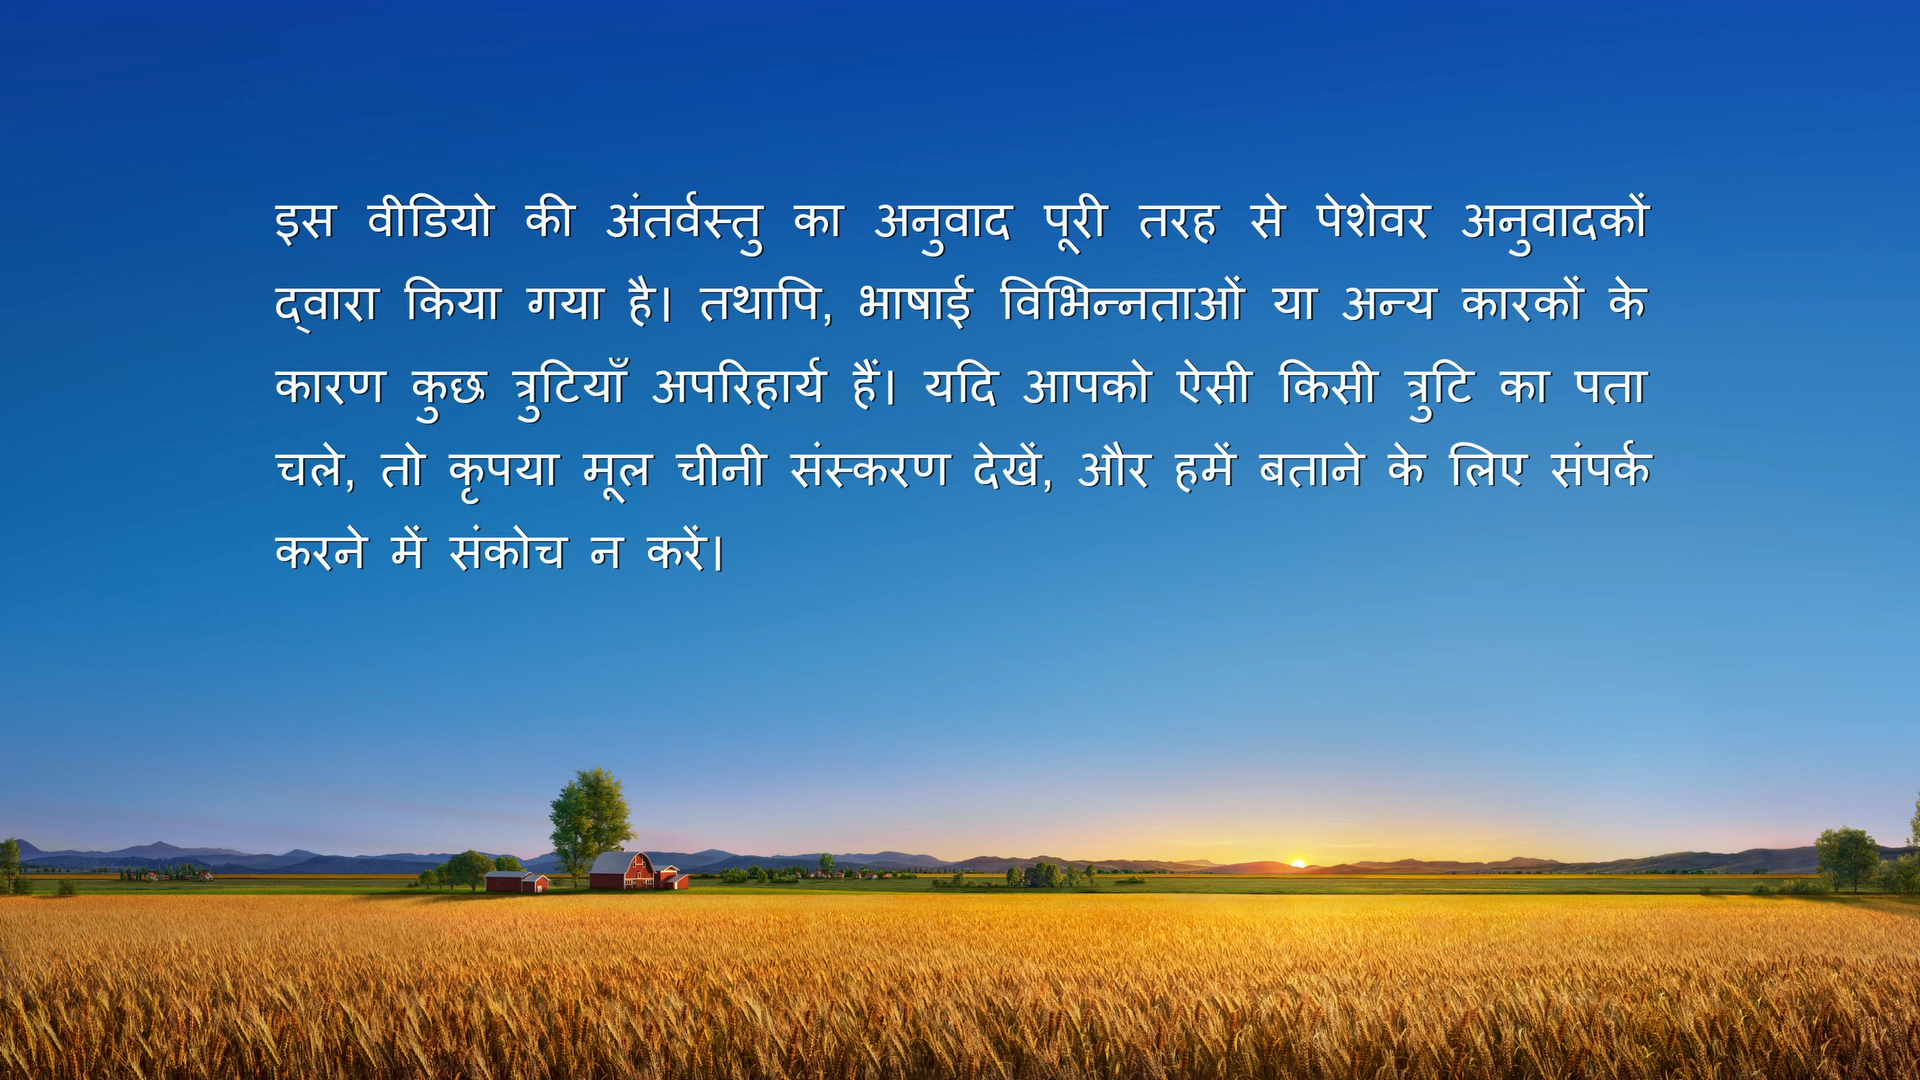 इस वीडियो की अंतर्वस्तु का अनुवाद पूरी तरह से पेशेवर अनुवादकों
द्वारा किया गया है। तथापि, भाषाई विभिन्नताओं या अन्य कारकों के
कारण कुछ त्रुटियाँ अपरिहार्य हैं। यदि आपको ऐसी किसी त्रुटि का पता
चले, तो कृपया मूल चीनी संस्करण देखें, और हमें बताने के लिए संपर्क
करने में संकोच न करें।